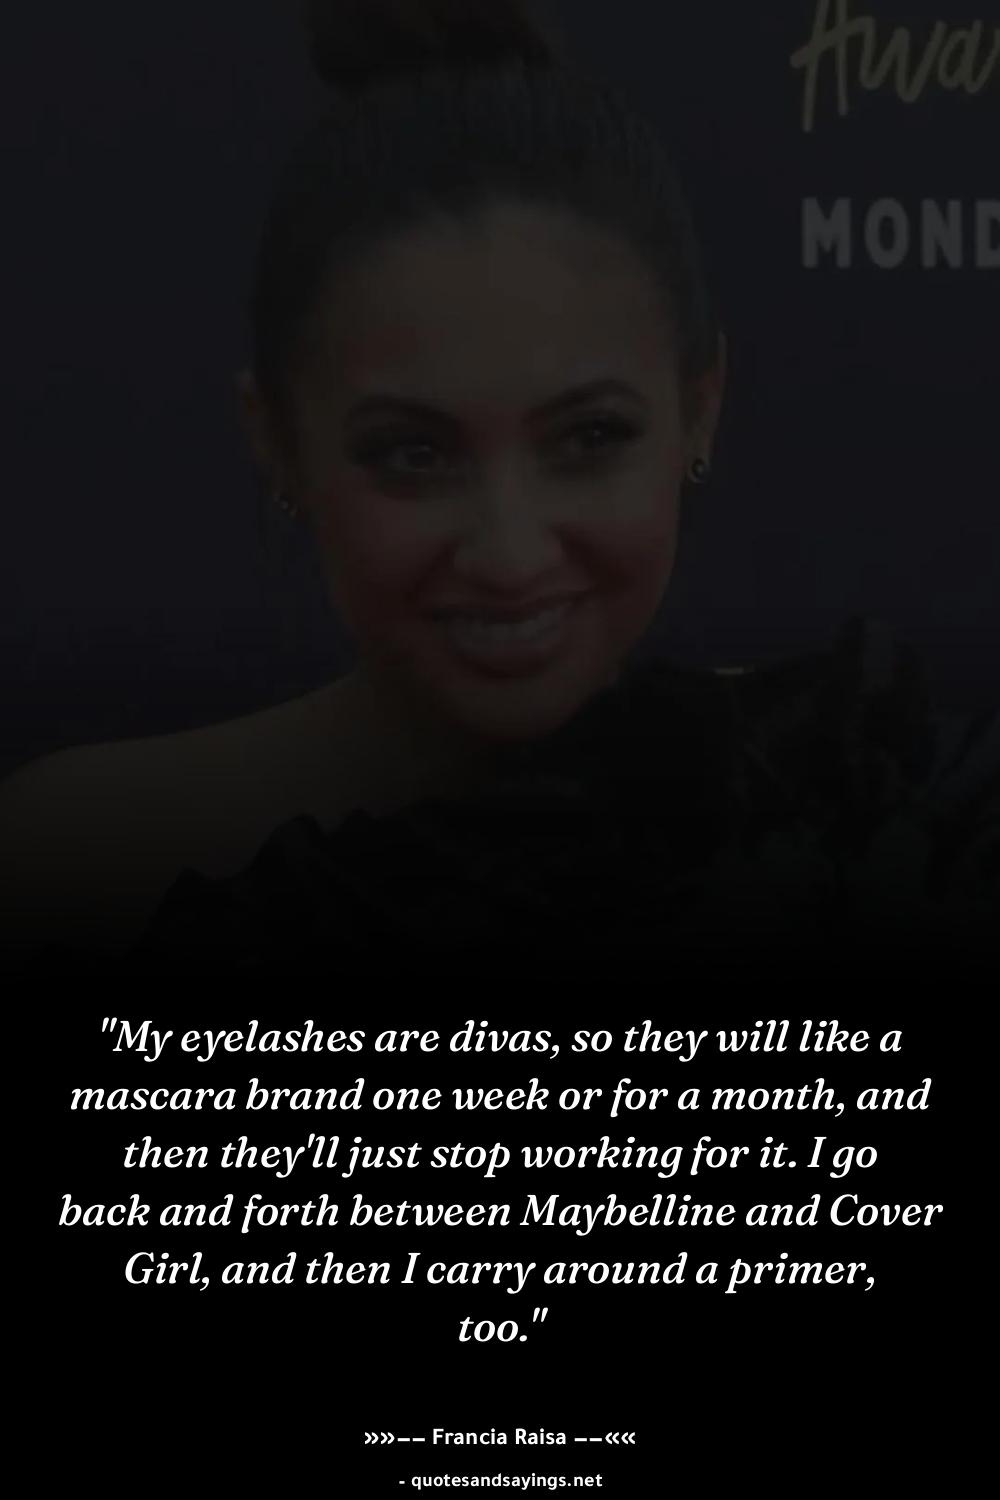 Awa
MOND
"My eyelashes are divas, so they will like a
mascara brand one week or for a month, and
then they'll just stop working for it. I go
back and forth between Maybelline and Cover
Girl, and then I carry around a primer,
too."
»»−− Francia Raisa −−««
- quotesandsayings.net